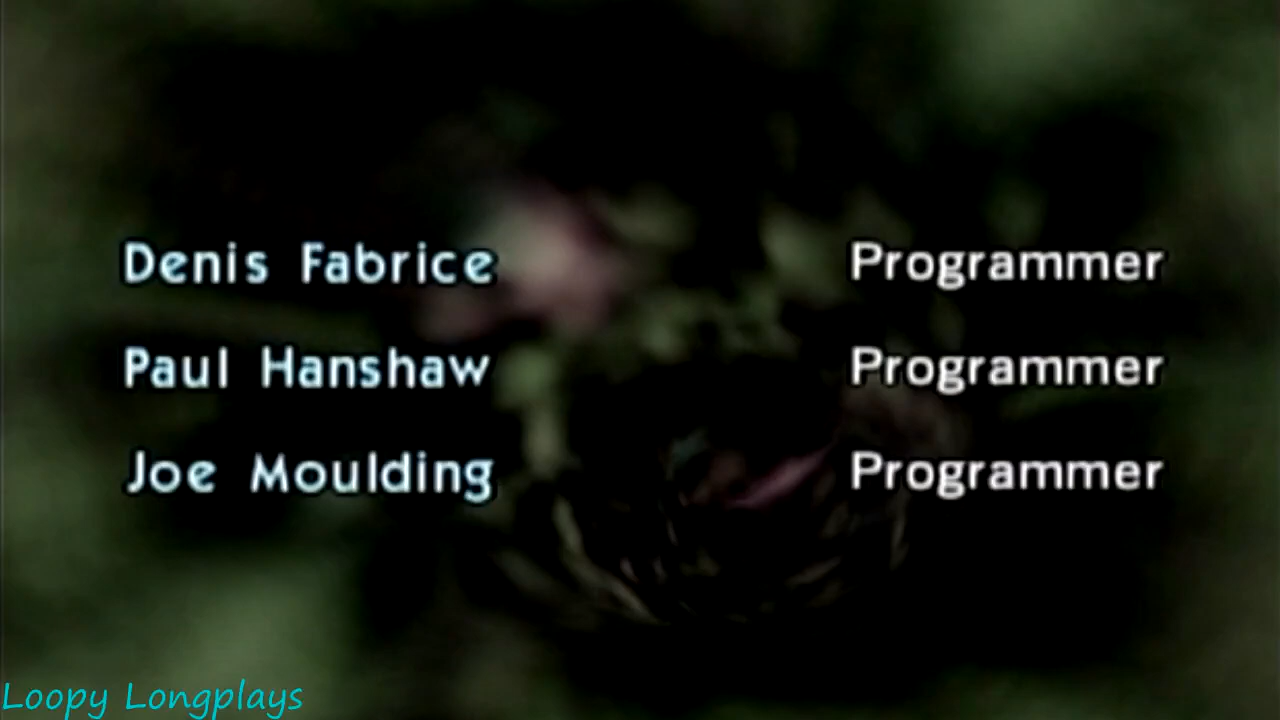 Denis Fabrice Programmer
Paul Hanshaw Programmer
Joe Moulding Programmer
Loopy Longplays